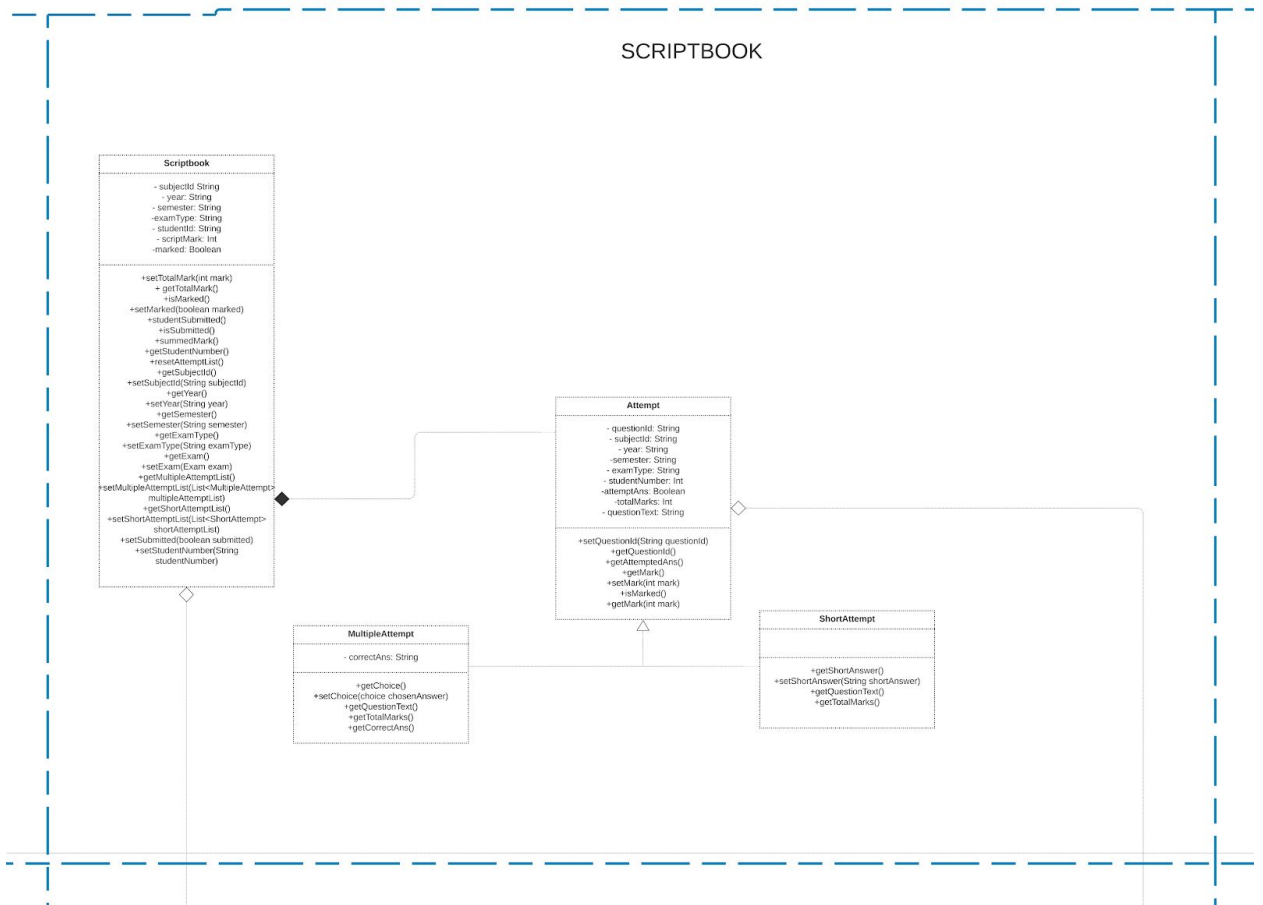 SCRIPTBOOK
Scriptbook
- subjectId String
- year: String
- semester: String
-examType: String
- studentId: String
- scriptMark: Int
-marked: Boolean
+setTotalMark(int mark)
+ getTotalMark()
+isMarked()
+setMarked(boolean marked)
+studentSubmitted()
+isSubmitted()
+summedMark()
+getStudentNumber()
+resetAttemptList()
+getSubjectId()
+setSubjectId(String subjectId)
+getYear()
+setYear(String year)
+getSemester()
+setSemester(String semester)
+getExamType()
+setExamType(String examType)
+getExam()
+setExam(Exam exam)
+getMultipleAttemptList()
+setMultipleAttemptList(List<MultipleAttempt>
multipleAttemptList)
+getShortAttemptList()
+setShortAttemptList(List<ShortAttempt>
shortAttemptList)
+setSubmitted(boolean submitted)
+setStudentNumber(String
studentNumber)
Attempt
- questionId: String
- subjectId: String
- year: String
-semester: String
- examType: String
- studentNumber: Int
-attemptAns: Boolean
-totalMarks: Int
- questionText: String
+setQuestionId(String questionId)
+getQuestionId()
+getAttemptedAns()
+getMark()
+setMark(int mark)
+isMarked()
+getMark(int mark)
MultipleAttempt
- correctAns: String
+getChoice()
+setChoice(choice chosenAnswer)
+getQuestionText()
+getTotalMarks()
+getCorrectAns()
ShortAttempt
+getShortAnswer()
+setShortAnswer(String shortAnswer)
+getQuestionText()
+getTotalMarks()